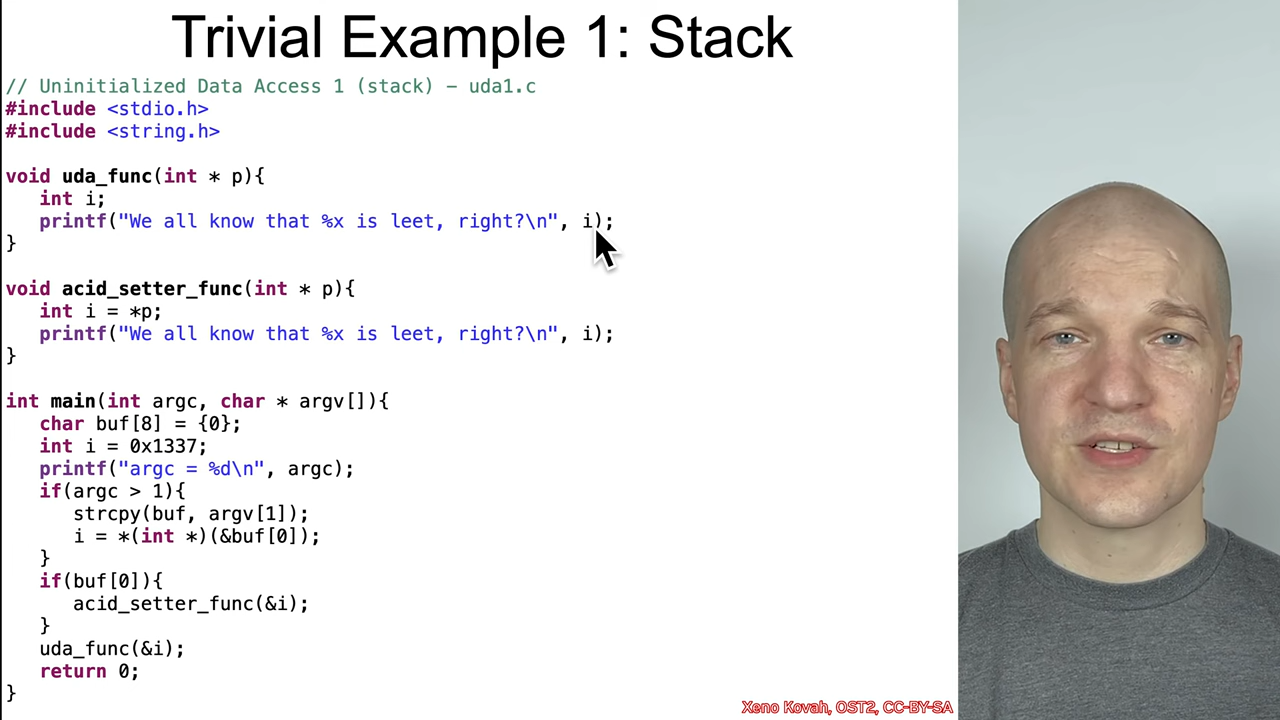 Trivial Example 1: Stack
// Uninitialized Data Access 1 (stack) – uda1.c
#include <stdio.h>
#include <string.h>
void uda_func(int * p){
int i;
printf("We all know that %x is leet, right?\n", i);
}
void acid_setter_func(int * p){
int i = *p;
printf("We all know that %x is leet, right?\n", i);
}
int main(int argc, char * argv[]){
char buf[8] = {0};
int i = 0x1337;
printf("argc = %d\n", argc);
if(argc > 1){
strcpy(buf, argv[1]);
i = *(int *)(&buf[0]);
}
if(buf[0]){
acid_setter_func(&i);
}
uda_func(&i);
return 0;
}
Xeno Kovah, OST2, CC-BY-SA